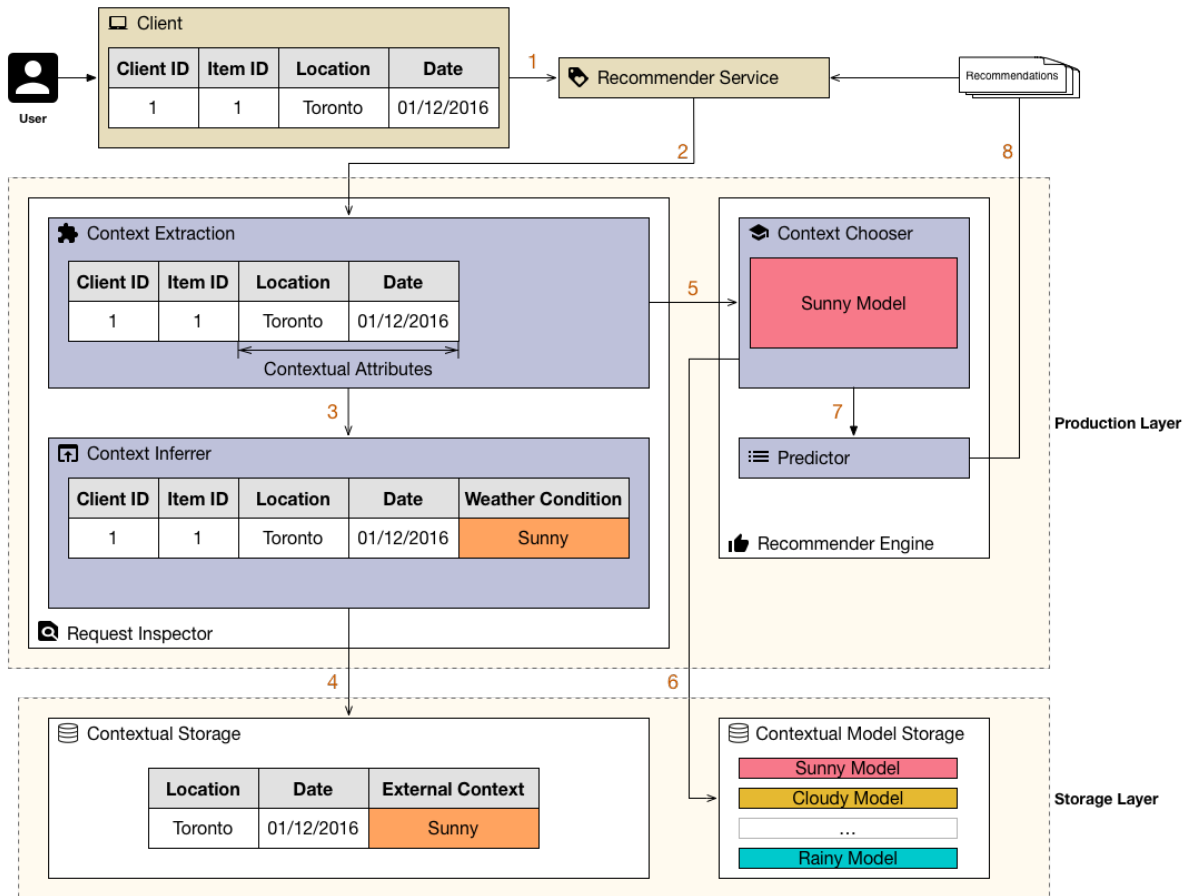 Client
Client ID Item ID Location Date
1 1 Toronto 01/12/2016
User
1
Recommender Service
Recommendations
2
8
Context Extraction
Client ID Item ID Location Date
1 1 Toronto 01/12/2016
Contextual Attributes
5
Context Chooser
Sunny Model
3
7
Production Layer
Context Inferrer
Client ID Item ID Location Date Weather Condition
1 1 Toronto 01/12/2016 Sunny
Predictor
Recommender Engine
Request Inspector
4
6
Contextual Storage
Location Date External Context
Toronto 01/12/2016 Sunny
Contextual Model Storage
Sunny Model
Cloudy Model
...
Rainy Model
Storage Layer